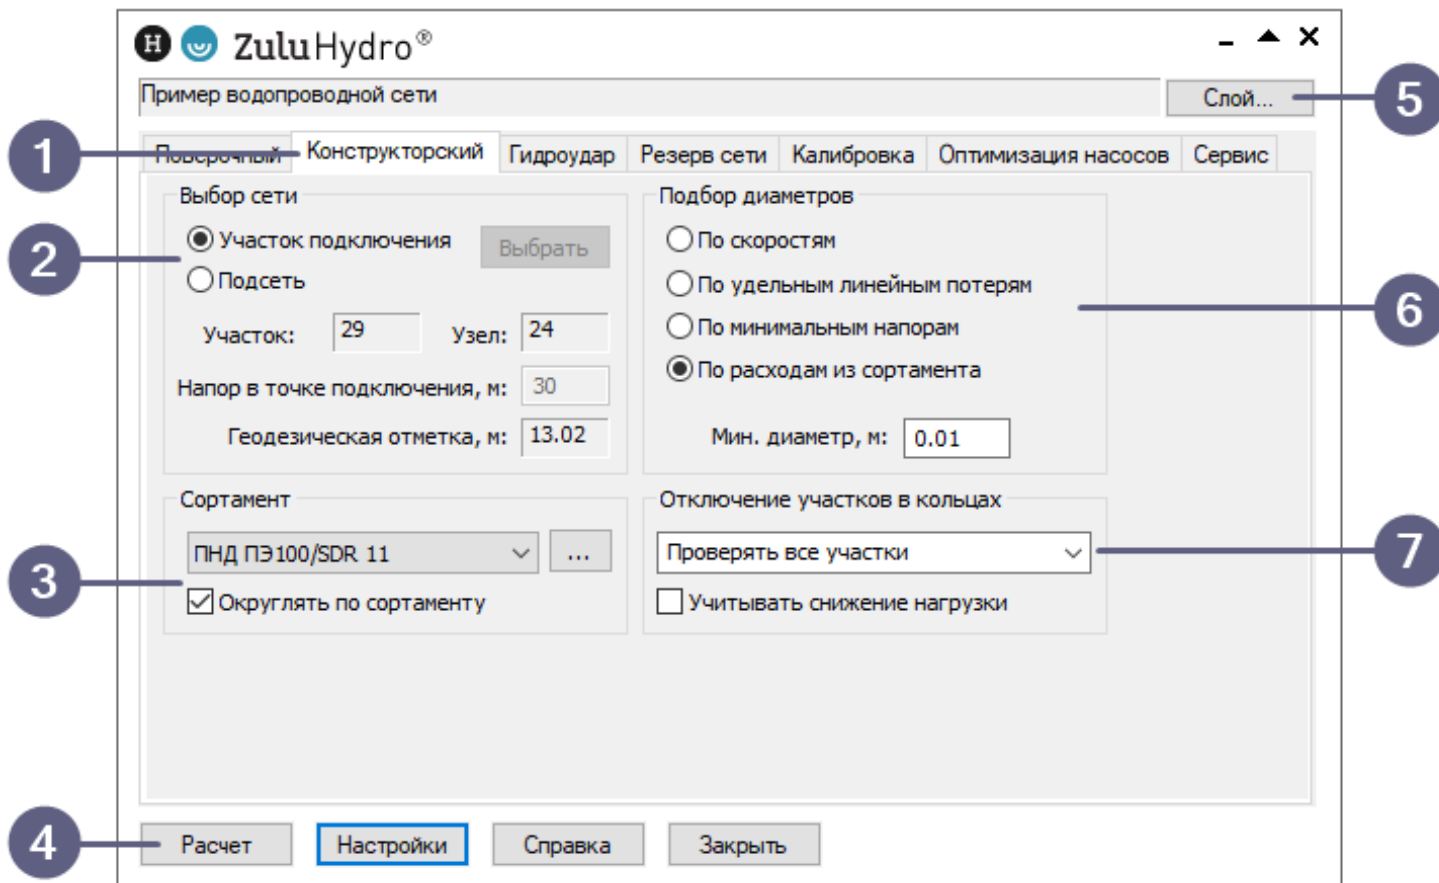 H ZuluHydro®
Пример водопроводной сети
Слой...
5
1
Поверочный Конструкторский Гидроудар Резерв сети Калибровка Оптимизация насосов Сервис
Выбор сети
2
Участок подключения
Выбрать
Подсеть
Участок: 29 Узел: 24
Напор в точке подключения, м: 30
Геодезическая отметка, м: 13.02
Подбор диаметров
По скоростям
По удельным линейным потерям
6
По минимальным напорам
По расходам из сортамента
Мин. диаметр, м: 0.01
Сортамент
3
ПНД ПЭ100/SDR 11
...
Округлять по сортаменту
Отключение участков в кольцах
Проверять все участки
7
Учитывать снижение нагрузки
4
Расчет Настройки Справка Закрыть